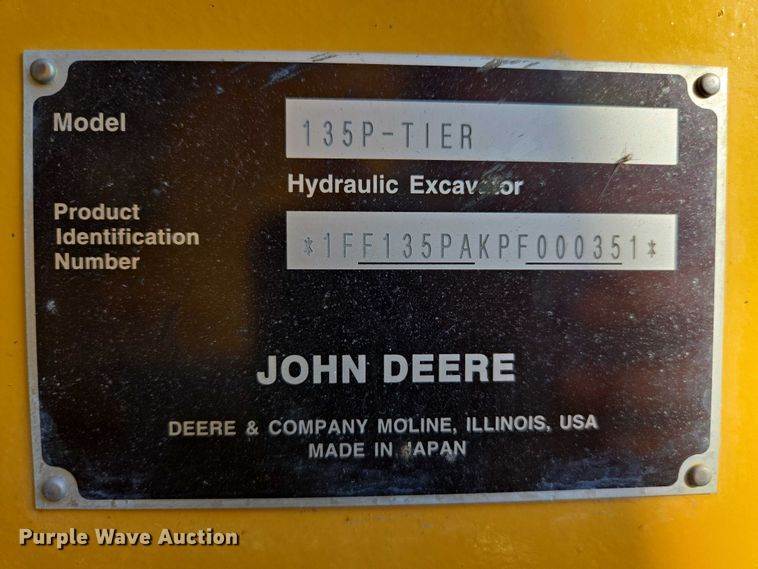 Model
135P-TIER
Hydraulic Excavator
Product
Identification
Number
*1FF135PAKPF000351*
JOHN DEERE
DEERE & COMPANY MOLINE, ILLINOIS, USA
MADE IN JAPAN
Purple Wave Auction